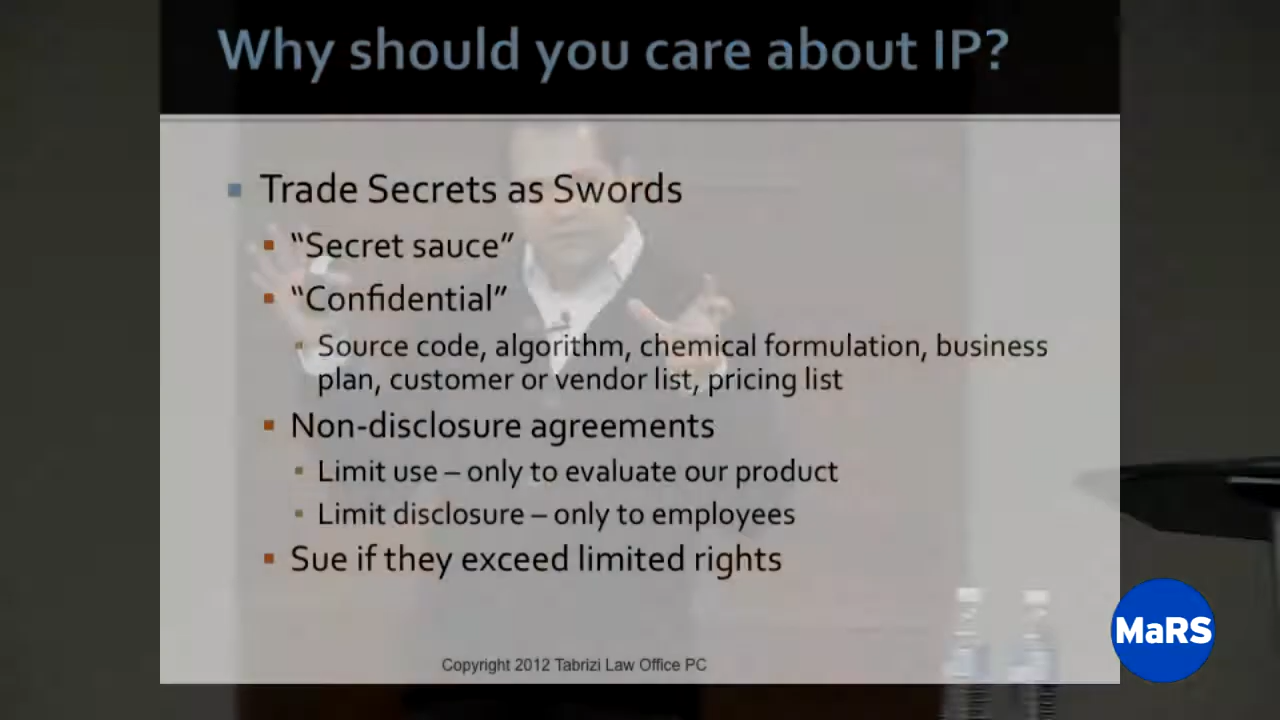 Why should you care about IP?
Trade Secrets as Swords
“Secret sauce”
“Confidential”
Source code, algorithm, chemical formulation, business
plan, customer or vendor list, pricing list
Non-disclosure agreements
Limit use – only to evaluate our product
Limit disclosure – only to employees
Sue if they exceed limited rights
Copyright 2012 Tabrizi Law Office PC
MaRS